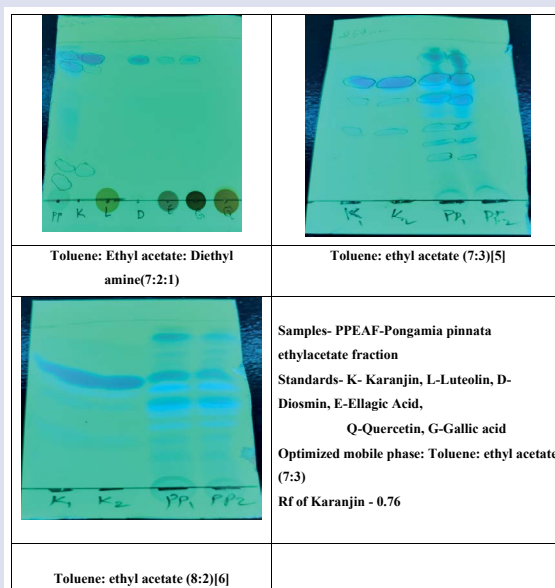 PP K L D E G Q
K1 K2 PP1 PP2
Toluene: Ethyl acetate: Diethyl
amine(7:2:1)
Toluene: ethyl acetate (7:3)[5]
K1 K2 PP1 PP2
Samples- PPEAF-Pongamia pinnata
ethylacetate fraction
Standards- K- Karanjin, L-Luteolin, D-
Diosmin, E-Ellagic Acid,
Q-Quercetin, G-Gallic acid
Optimized mobile phase: Toluene: ethyl acetate
(7:3)
Rf of Karanjin - 0.76
Toluene: ethyl acetate (8:2)[6]